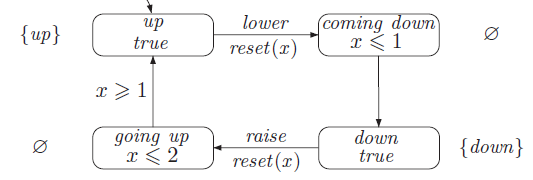 {up}
up
true
lower
reset(x)
coming down
x ⩽ 1
∅
x ⩾ 1
∅
going up
x ⩽ 2
raise
reset(x)
down
true
{down}